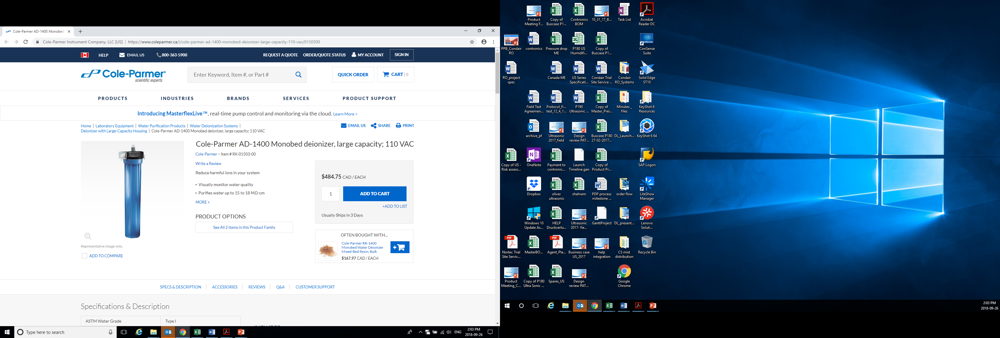 Cole-Parmer AD-1400 Monobed
Cole-Parmer Instrument Company, LLC [US] | https://www.coleparmer.ca/i/cole-parmer-ad-1400-monobed-deionizer-large-capacity-110-vac/0150300
HELP EMAIL US 800-363-5900 REQUEST A QUOTE ORDER/QUOTE STATUS MY ACCOUNT SIGN IN
Cole-Parmer®
scientific experts
Enter Keyword, Item #, or Part #
QUICK ORDER
CART | 0
PRODUCTS INDUSTRIES BRANDS SERVICES PRODUCT SUPPORT
Introducing MasterflexLive™, real-time pump control and monitoring via the cloud. Learn More >
Home | Laboratory Equipment | Water Purification Products | Water Deionization Systems |
Deionizer with Large-Capacity Housing | Cole-Parmer AD-1400 Monobed deionizer, large capacity; 110 VAC
EMAIL US SHARE PRINT
Cole-Parmer AD-1400 Monobed deionizer, large capacity; 110 VAC
Cole-Parmer – Item # RK-01503-00
Write a Review
Reduce harmful ions in your system
• Visually monitor water quality
• Purifies water up to 15 to 18 MΩ-cm
MORE +
PRODUCT OPTIONS
See All 2 Items in this Product Family
$484.75 CAD / EACH
1
ADD TO CART
+ADD TO LIST
Usually Ships in 3 Days
OFTEN BOUGHT WITH...
Cole-Parmer RR-1400
Monobed Water Deionizer
Mixed-Bed Resin; Bulk
$167.97 CAD / EACH
Representative image only.
ADD TO COMPARE
SPECS & DESCRIPTION | ACCESSORIES | REVIEWS | Q&A | CUSTOMER SUPPORT
Specifications & Description
ASTM Water Grade Type I
Type here to search
ENG
2:03 PM
2018-09-26
Product
Meeting F...
Copy of
Buscase P1...
Contronics
BOM
10_31_17_B...
Task List
Acrobat
Reader DC
PPB_Condair
RO
contronics
Pressure drop
ME
P180 US
Humidifi...
Copy of
Buscase P1...
ConSense
Suite
RO_project
spec
Canada ME
US Series
Specificati...
Condair Trial
Site Service ...
Condair
RO_Systems
Solid Edge
ST10
Field Test
Agreemen...
Protocol_fi...
test_12_4_1...
P190
Ultrasonic ...
Copy of
Master_Prei...
Minutes _
files
KeyShot 6
Resources
archive_pf
Ultrasonic
2017_field
Design
review PAT...
Buscase P180
27-02-2017...
DL_Launch...
KeyShot 6 64
Copy of US -
Risk assess...
OneNote
Payment to
contronic...
Launch
Timeline.gan
Copy of
Product Pr...
SAP Logon
Dropbox
oliver
ultrasonic
shahram
PDP process
milestone ...
order flow
LiteShow
Manager
Windows 10
Update As...
HELP
Druckverlu...
Ultrasonic
2017- fie...
GanttProject
DL_present...
Lenovo
Soluti...
Nortec Trial
Site Servic...
MasterBO...
Agent_Pla...
Business case
US_2017
help
integration
CS mist
distribution
Recycle Bin
Product
Meeting_C...
Copy of P180
Ultra Sonic ...
Spares_US
Design
review PAT...
Google
Chrome
2:03 PM
2018-09-26